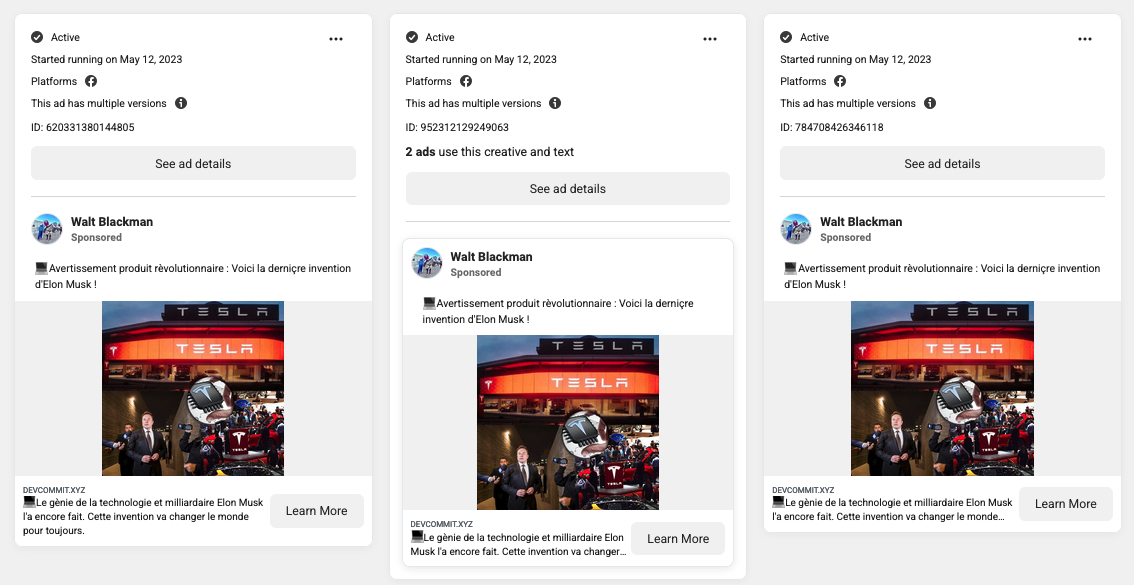 Active
Started running on May 12, 2023
Platforms
This ad has multiple versions
ID: 620331380144805
See ad details
Walt Blackman
Sponsored
Avertissement produit rèvolutionnaire : Voici la derniçre invention
d'Elon Musk !
TESLA
TESLA
TESLA
DEVCOMMIT.XYZ
Le gènie de la technologie et milliardaire Elon Musk
l'a encore fait. Cette invention va changer le monde
pour toujours.
Learn More
Active
Started running on May 12, 2023
Platforms
This ad has multiple versions
ID: 952312129249063
2 ads use this creative and text
See ad details
Walt Blackman
Sponsored
Avertissement produit rèvolutionnaire : Voici la derniçre
invention d'Elon Musk !
TESLA
TESLA
TESLA
DEVCOMMIT.XYZ
Le gènie de la technologie et milliardaire Elon
Musk l'a encore fait. Cette invention va changer...
Learn More
Active
Started running on May 12, 2023
Platforms
This ad has multiple versions
ID: 784708426346118
See ad details
Walt Blackman
Sponsored
Avertissement produit rèvolutionnaire : Voici la derniçre invention
d'Elon Musk !
TESLA
TESLA
TESLA
DEVCOMMIT.XYZ
Le gènie de la technologie et milliardaire Elon Musk
l'a encore fait. Cette invention va changer le monde...
Learn More